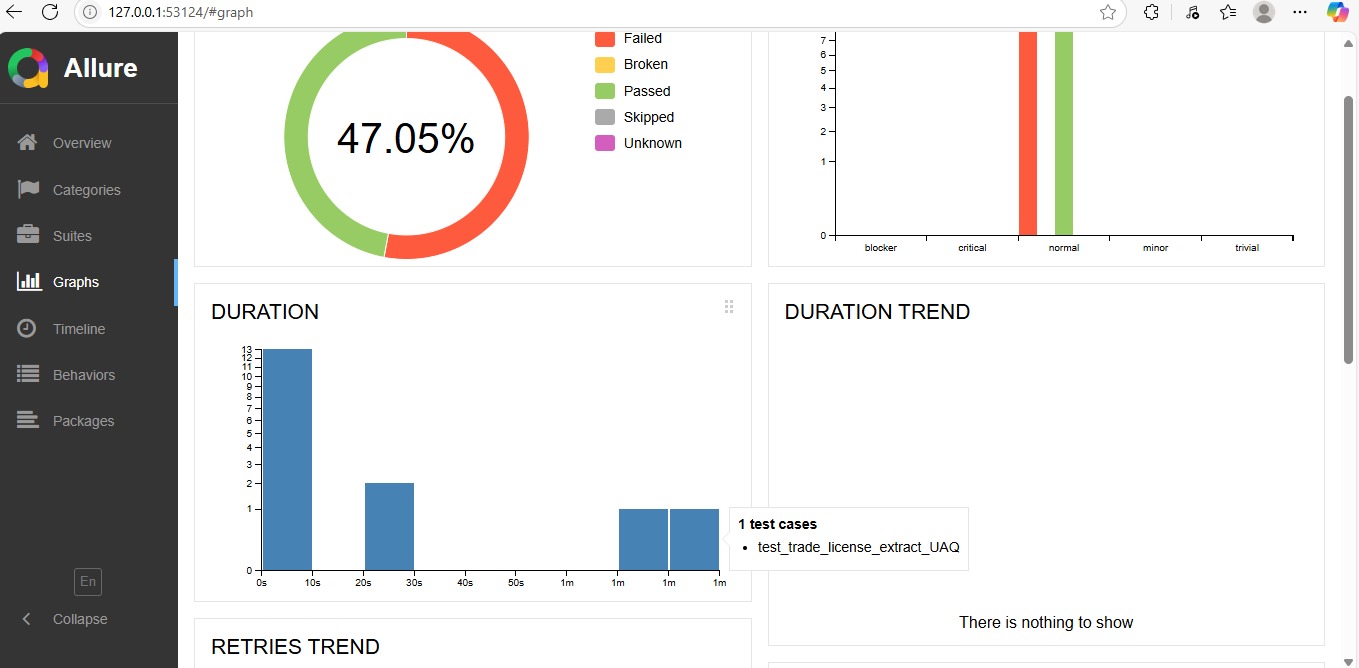 127.0.0.1:53124/#graph
Allure
Overview
Categories
Suites
Graphs
Timeline
Behaviors
Packages
En
Collapse
47.05%
Failed
Broken
Passed
Skipped
Unknown
7
6
5
4
3
2
1
0
blocker critical normal minor trivial
DURATION
13
12
11
10
9
8
7
6
5
4
3
2
1
0
0s 10s 20s 30s 40s 50s 1m 1m 1m 1m
1 test cases
• test_trade_license_extract_UAQ
DURATION TREND
There is nothing to show
RETRIES TREND